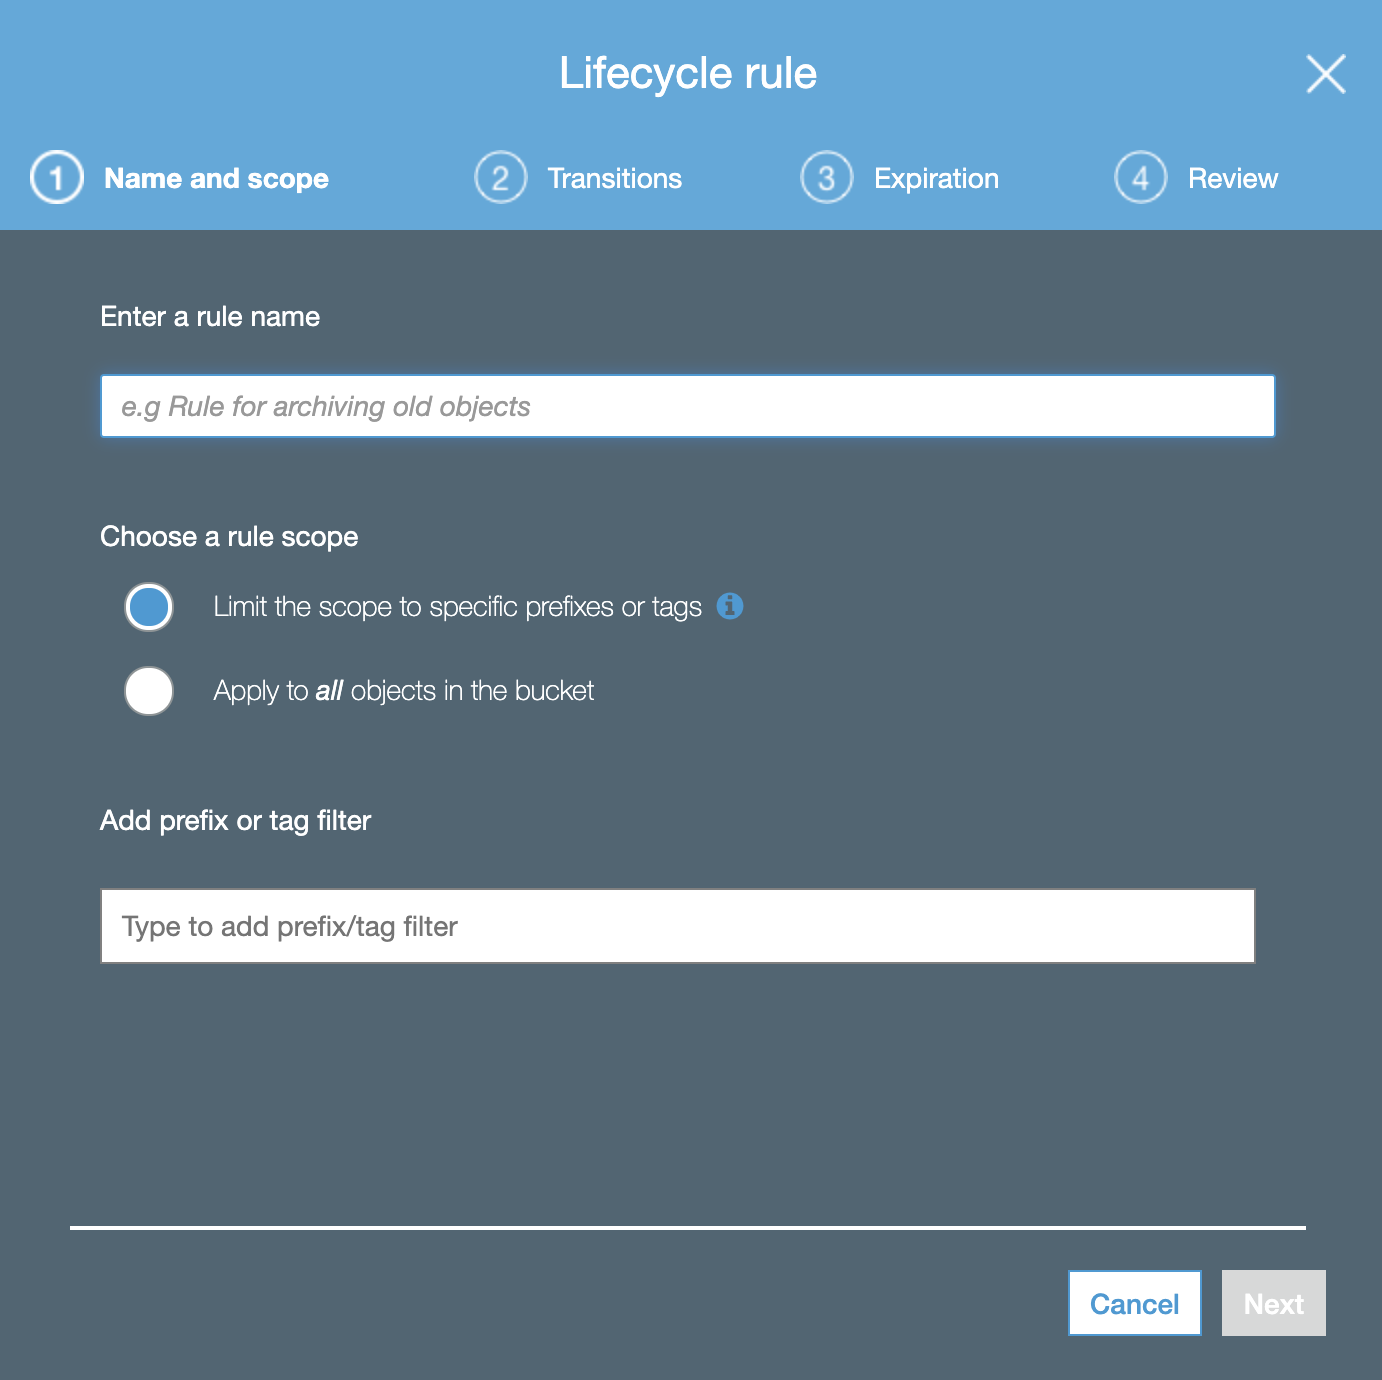 Lifecycle rule
1 Name and scope 2 Transitions 3 Expiration 4 Review
Enter a rule name
e.g Rule for archiving old objects
Choose a rule scope
Limit the scope to specific prefixes or tags i
Apply to all objects in the bucket
Add prefix or tag filter
Type to add prefix/tag filter
Cancel Next